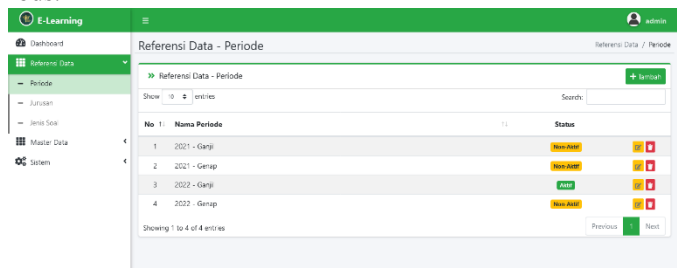 E-Learning
admin
Dashboard
Referensi Data - Periode
Referensi Data / Periode
Referensi Data
Periode
Referensi Data - Periode
+ Tambah
Jurusan
Show 10 entries
Search:
Jenis Soal
Master Data
No Nama Periode Status
Sistem
1 2021 - Ganjil Non-Aktif
2 2021 - Genap Non-Aktif
3 2022 - Ganjil Aktif
4 2022 - Genap Non-Aktif
Showing 1 to 4 of 4 entries
Previous 1 Next